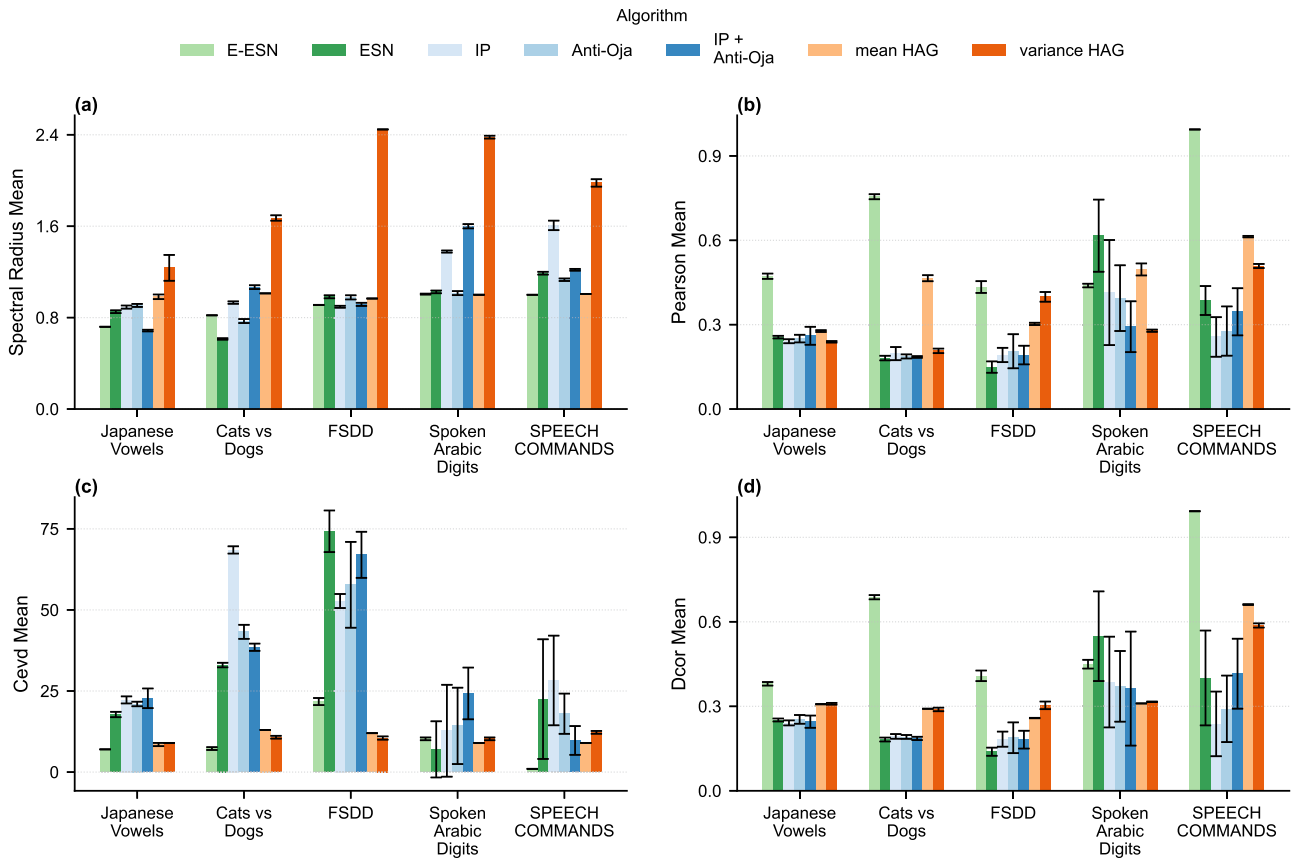 Algorithm
E-ESN ESN IP Anti-Oja IP + Anti-Oja mean HAG variance HAG
(a)
Spectral Radius Mean
2.4
1.6
0.8
0.0
Japanese Vowels
Cats vs Dogs
FSDD
Spoken Arabic Digits
SPEECH COMMANDS
(b)
Pearson Mean
0.9
0.6
0.3
0.0
Japanese Vowels
Cats vs Dogs
FSDD
Spoken Arabic Digits
SPEECH COMMANDS
(c)
Cevd Mean
75
50
25
0
Japanese Vowels
Cats vs Dogs
FSDD
Spoken Arabic Digits
SPEECH COMMANDS
(d)
Dcor Mean
0.9
0.6
0.3
0.0
Japanese Vowels
Cats vs Dogs
FSDD
Spoken Arabic Digits
SPEECH COMMANDS